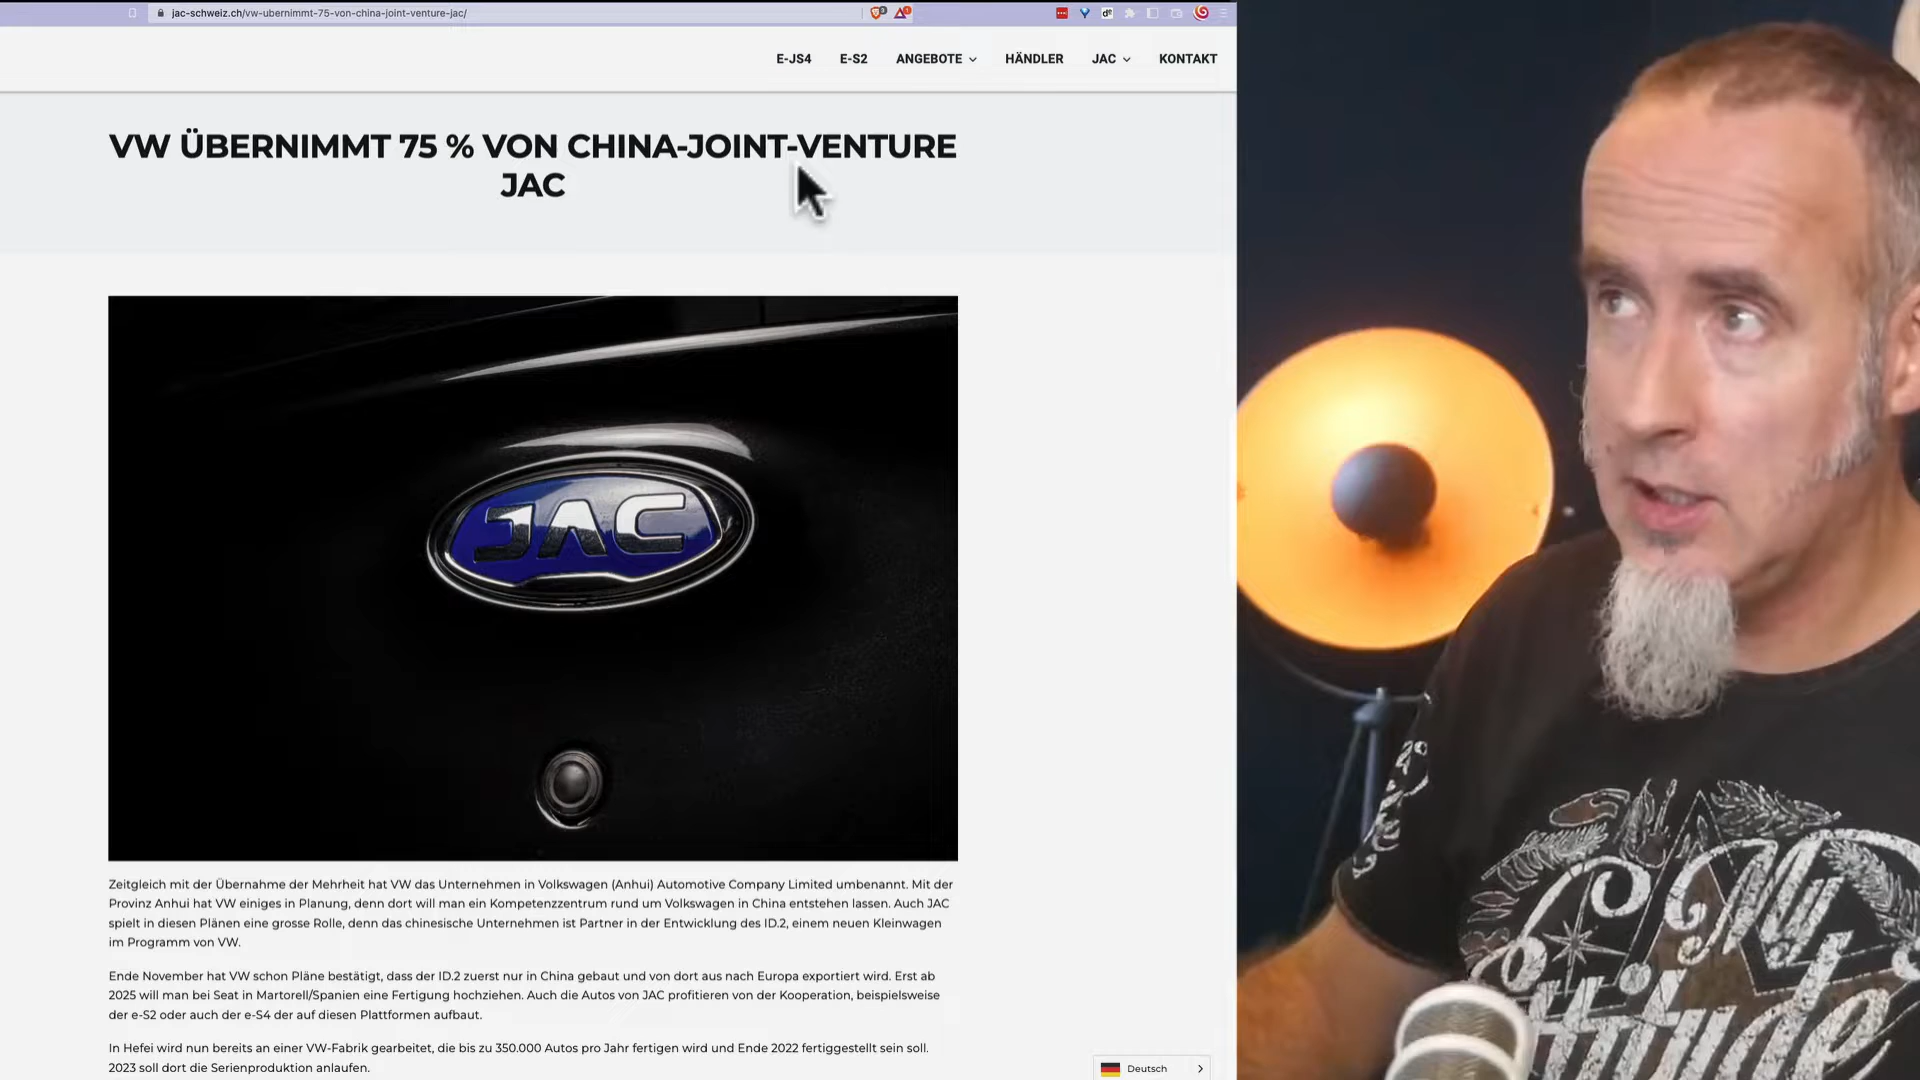 jac-schweiz.ch/vw-ubernimmt-75-von-china-joint-venture-jac/
E-JS4 E-S2 ANGEBOTE HÄNDLER JAC KONTAKT
VW ÜBERNIMMT 75 % VON CHINA-JOINT-VENTURE
JAC
JAC
Zeitgleich mit der Übernahme der Mehrheit hat VW das Unternehmen in Volkswagen (Anhui) Automotive Company Limited umbenannt. Mit der
Provinz Anhui hat VW einiges in Planung, denn dort will man ein Kompetenzzentrum rund um Volkswagen in China entstehen lassen. Auch JAC
spielt in diesen Plänen eine grosse Rolle, denn das chinesische Unternehmen ist Partner in der Entwicklung des ID.2, einem neuen Kleinwagen
im Programm von VW.
Ende November hat VW schon Pläne bestätigt, dass der ID.2 zuerst nur in China gebaut und von dort aus nach Europa exportiert wird. Erst ab
2025 will man bei Seat in Martorell/Spanien eine Fertigung hochziehen. Auch die Autos von JAC profitieren von der Kooperation, beispielsweise
der e-S2 oder auch der e-S4 der auf diesen Plattformen aufbaut.
In Hefei wird nun bereits an einer VW-Fabrik gearbeitet, die bis zu 350.000 Autos pro Jahr fertigen wird und Ende 2022 fertiggestellt sein soll.
2023 soll dort die Serienproduktion anlaufen.
Deutsch